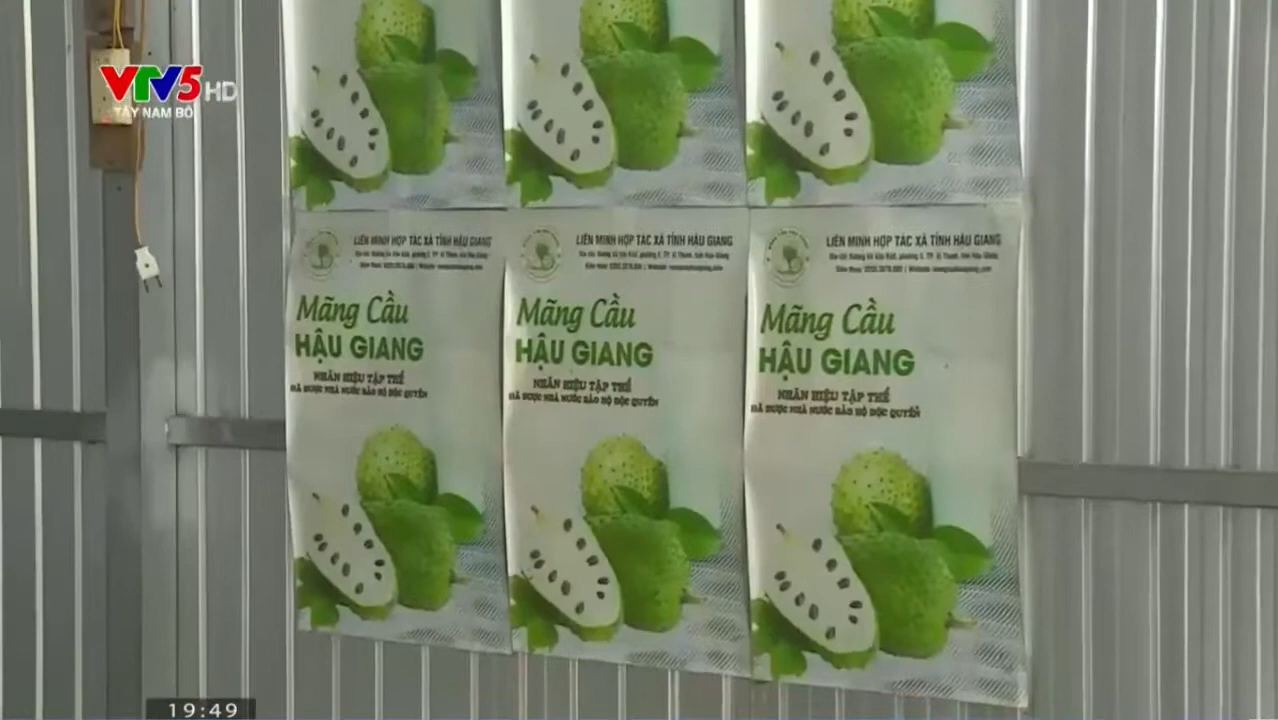 VTV5 HD
TÂY NAM BỘ
LIÊN MINH HỢP TÁC XÃ TỈNH HẬU GIANG
Mãng Cầu
HẬU GIANG
NHÃN HIỆU TẬP THỂ
ĐÃ ĐƯỢC NHÀ NƯỚC BẢO HỘ ĐỘC QUYỀN
LIÊN MINH HỢP TÁC XÃ TỈNH HẬU GIANG
Mãng Cầu
HẬU GIANG
NHÃN HIỆU TẬP THỂ
ĐÃ ĐƯỢC NHÀ NƯỚC BẢO HỘ ĐỘC QUYỀN
LIÊN MINH HỢP TÁC XÃ TỈNH HẬU GIANG
Mãng Cầu
HẬU GIANG
NHÃN HIỆU TẬP THỂ
ĐÃ ĐƯỢC NHÀ NƯỚC BẢO HỘ ĐỘC QUYỀN
19:49